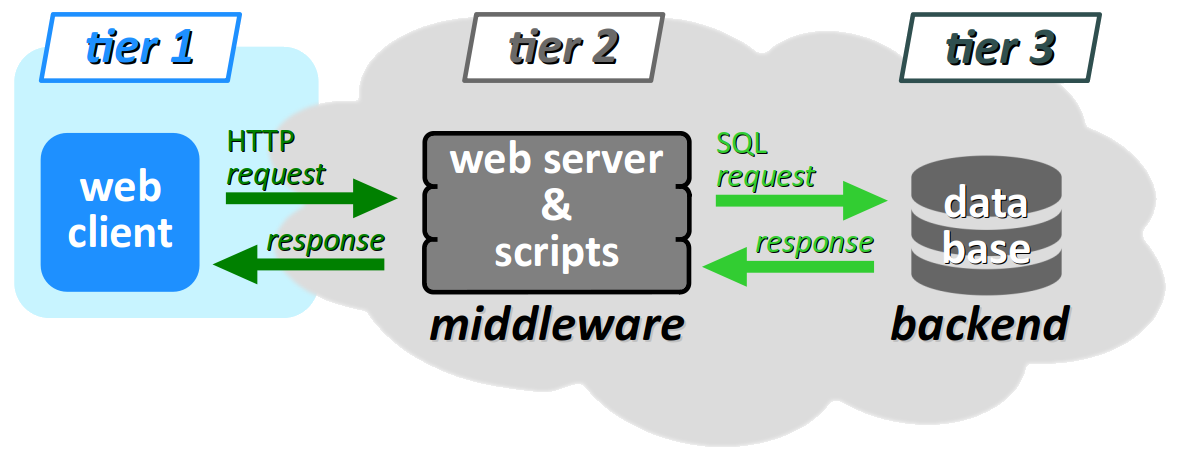 tier 1
tier 2
tier 3
web
client
HTTP
request
response
web server
&
scripts
middleware
SQL
request
response
data
base
backend